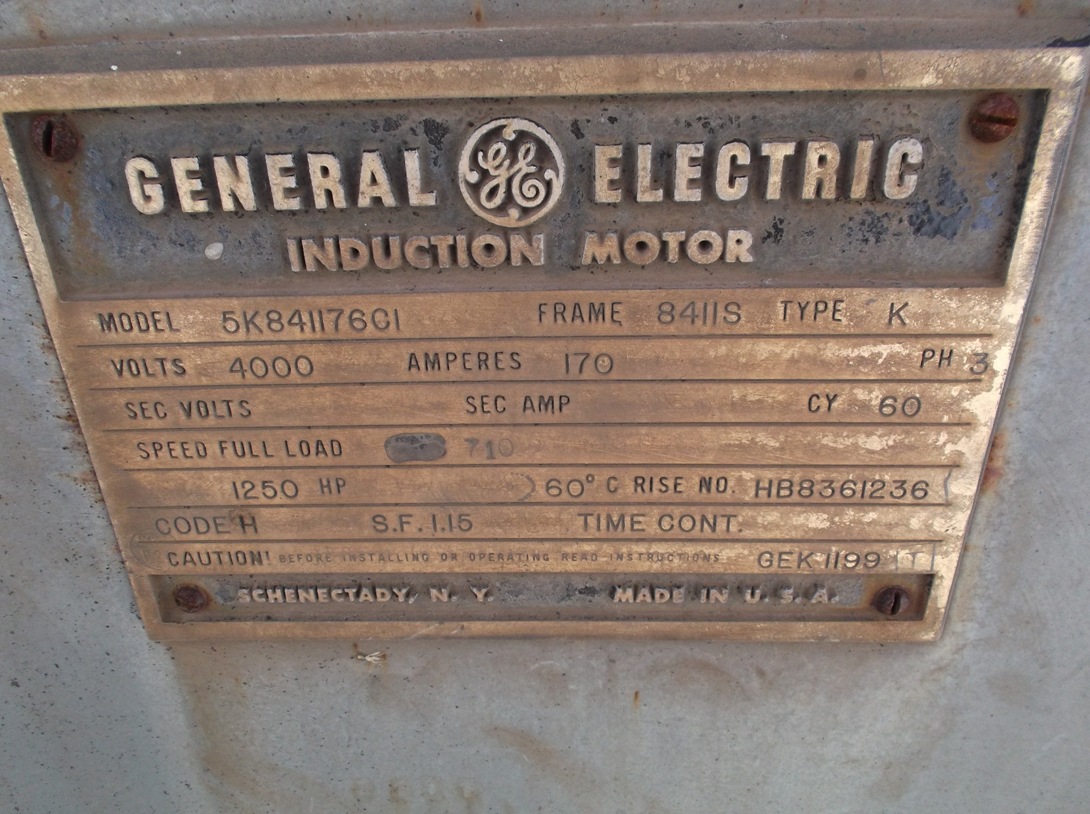 GENERAL GE ELECTRIC
INDUCTION MOTOR
MODEL 5K841176C1 FRAME 8411S TYPE K
VOLTS 4000 AMPERES 170 PH 3
SEC VOLTS SEC AMP CY 60
SPEED FULL LOAD 710
1250 HP 60° C RISE NO. HB8361236
CODE H S.F. 1.15 TIME CONT.
CAUTION! BEFORE INSTALLING OR OPERATING READ INSTRUCTIONS GEK 1199 T
SCHENECTADY, N. Y. MADE IN U. S. A.